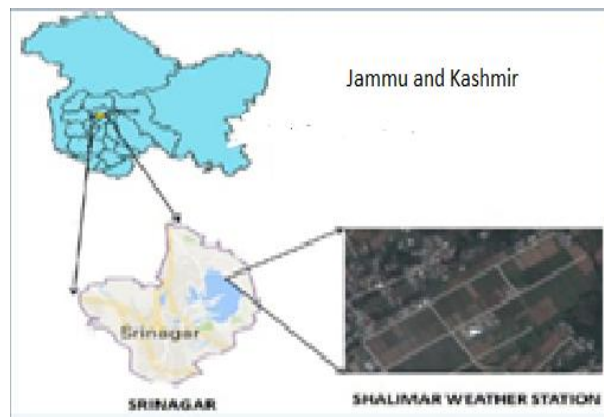 Jammu and Kashmir
Srinagar
SRINAGAR
SHALIMAR WEATHER STATION